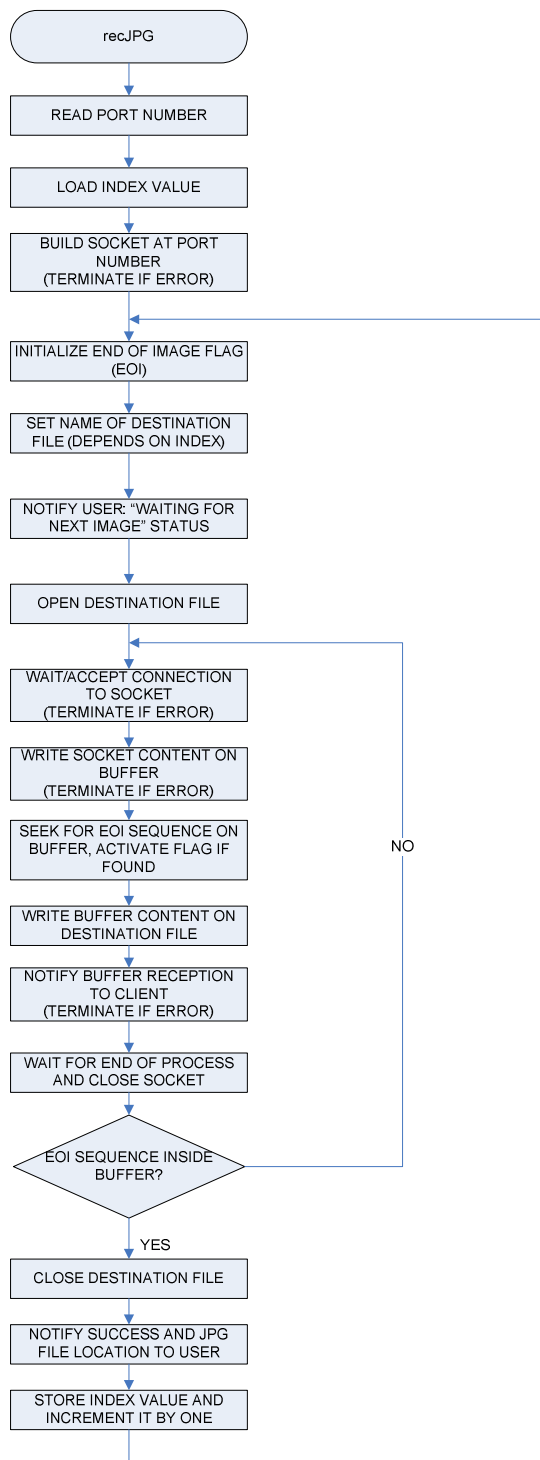 recJPG
READ PORT NUMBER
LOAD INDEX VALUE
BUILD SOCKET AT PORT
NUMBER
(TERMINATE IF ERROR)
INITIALIZE END OF IMAGE FLAG
(EOI)
SET NAME OF DESTINATION
FILE (DEPENDS ON INDEX)
NOTIFY USER: “WAITING FOR
NEXT IMAGE” STATUS
OPEN DESTINATION FILE
WAIT/ACCEPT CONNECTION
TO SOCKET
(TERMINATE IF ERROR)
WRITE SOCKET CONTENT ON
BUFFER
(TERMINATE IF ERROR)
SEEK FOR EOI SEQUENCE ON
BUFFER, ACTIVATE FLAG IF
FOUND
NO
WRITE BUFFER CONTENT ON
DESTINATION FILE
NOTIFY BUFFER RECEPTION
TO CLIENT
(TERMINATE IF ERROR)
WAIT FOR END OF PROCESS
AND CLOSE SOCKET
EOI SEQUENCE INSIDE
BUFFER?
YES
CLOSE DESTINATION FILE
NOTIFY SUCCESS AND JPG
FILE LOCATION TO USER
STORE INDEX VALUE AND
INCREMENT IT BY ONE